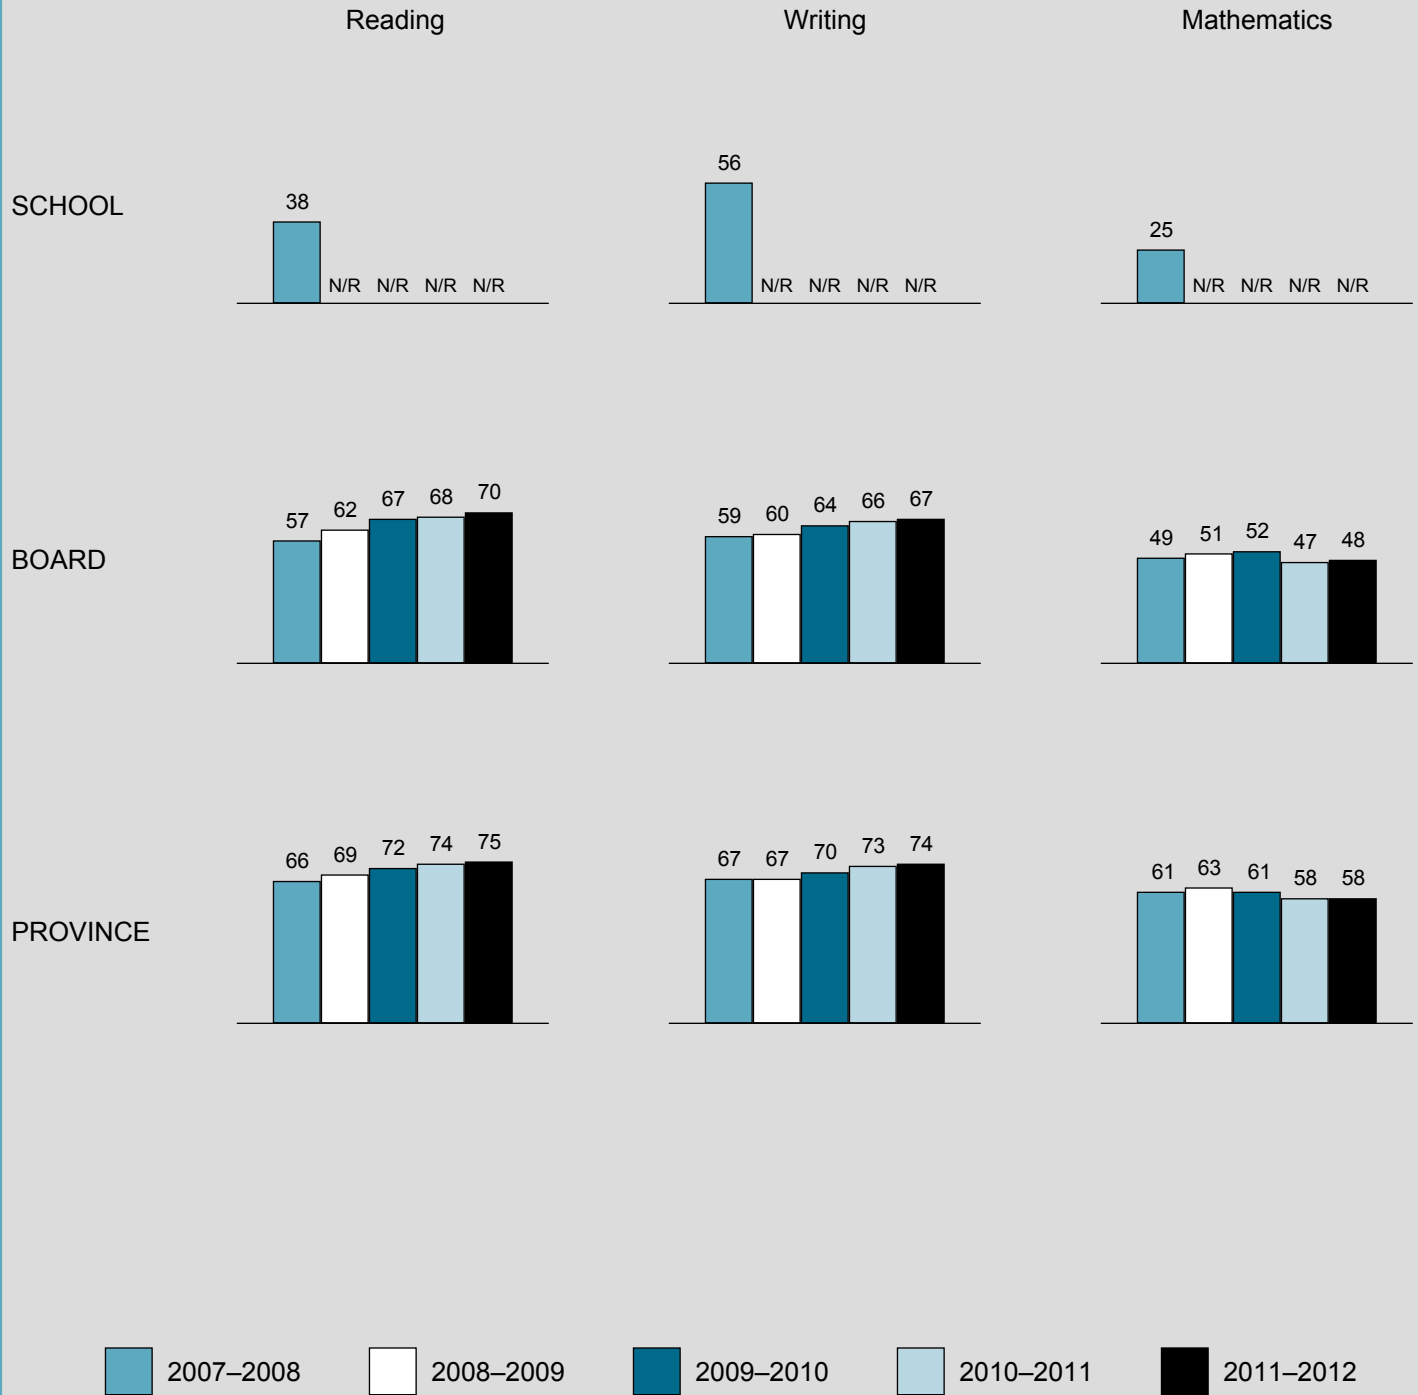 Reading Writing Mathematics
SCHOOL
38 N/R N/R N/R N/R
56 N/R N/R N/R N/R
25 N/R N/R N/R N/R
BOARD
57 62 67 68 70
59 60 64 66 67
49 51 52 47 48
PROVINCE
66 69 72 74 75
67 67 70 73 74
61 63 61 58 58
2007–2008 2008–2009 2009–2010 2010–2011 2011–2012